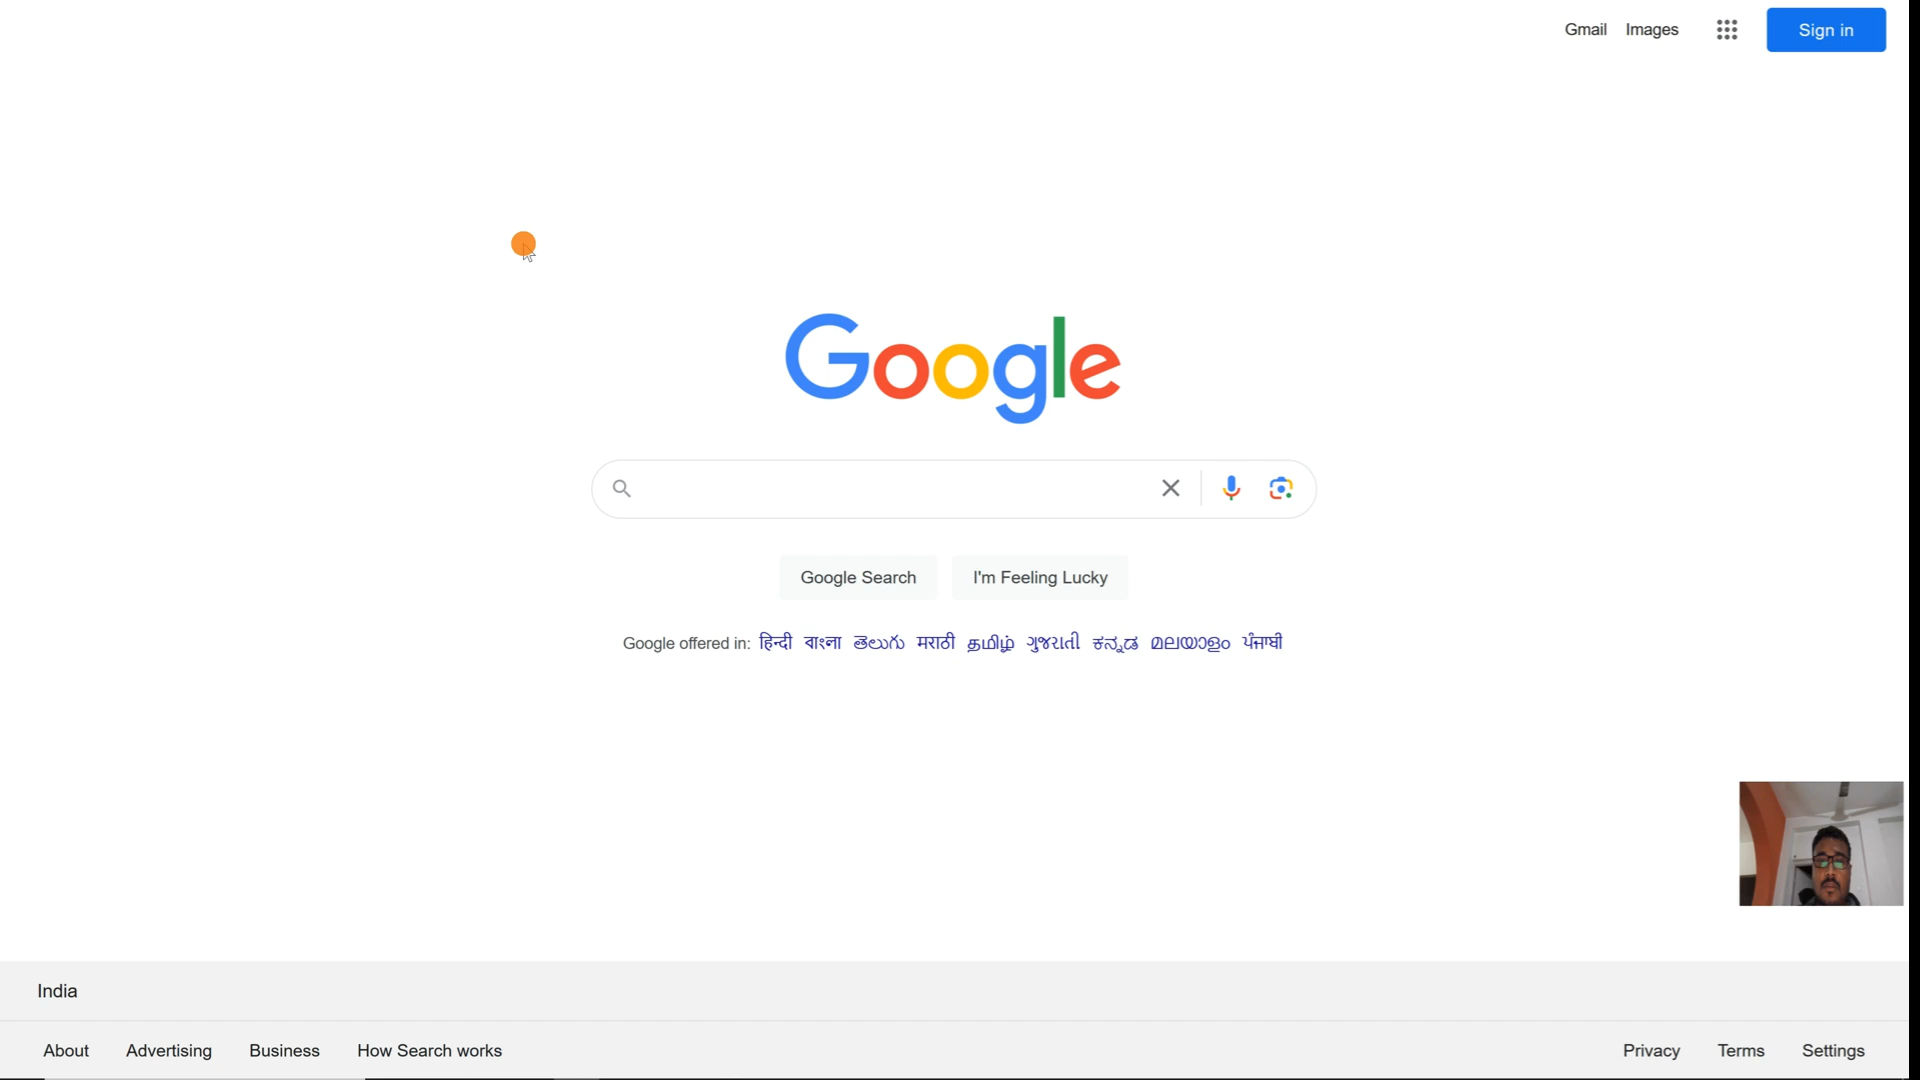 Gmail Images Sign in
Google
Google Search I'm Feeling Lucky
Google offered in: हिन्दी বাংলা తెలుగు मराठी தமிழ் ગુજરાતી ಕನ್ನಡ മലയാളം ਪੰਜਾਬੀ
India
About Advertising Business How Search works Privacy Terms Settings